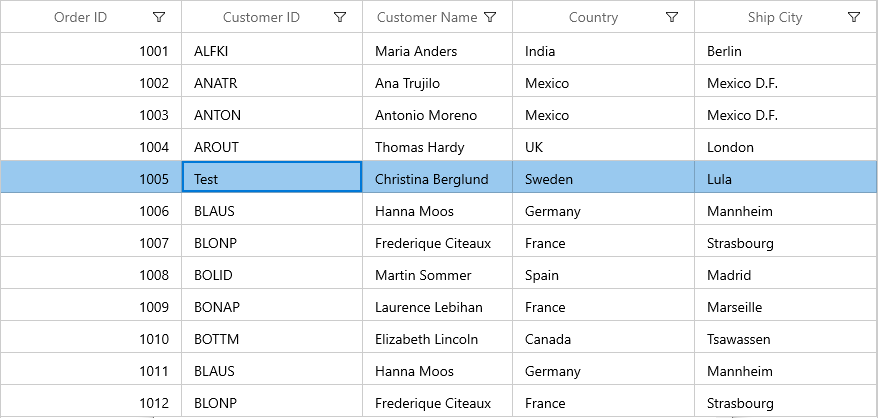 Order ID Customer ID Customer Name Country Ship City
1001 ALFKI Maria Anders India Berlin
1002 ANATR Ana Trujilo Mexico Mexico D.F.
1003 ANTON Antonio Moreno Mexico Mexico D.F.
1004 AROUT Thomas Hardy UK London
1005 Test Christina Berglund Sweden Lula
1006 BLAUS Hanna Moos Germany Mannheim
1007 BLONP Frederique Citeaux France Strasbourg
1008 BOLID Martin Sommer Spain Madrid
1009 BONAP Laurence Lebihan France Marseille
1010 BOTTM Elizabeth Lincoln Canada Tsawassen
1011 BLAUS Hanna Moos Germany Mannheim
1012 BLONP Frederique Citeaux France Strasbourg